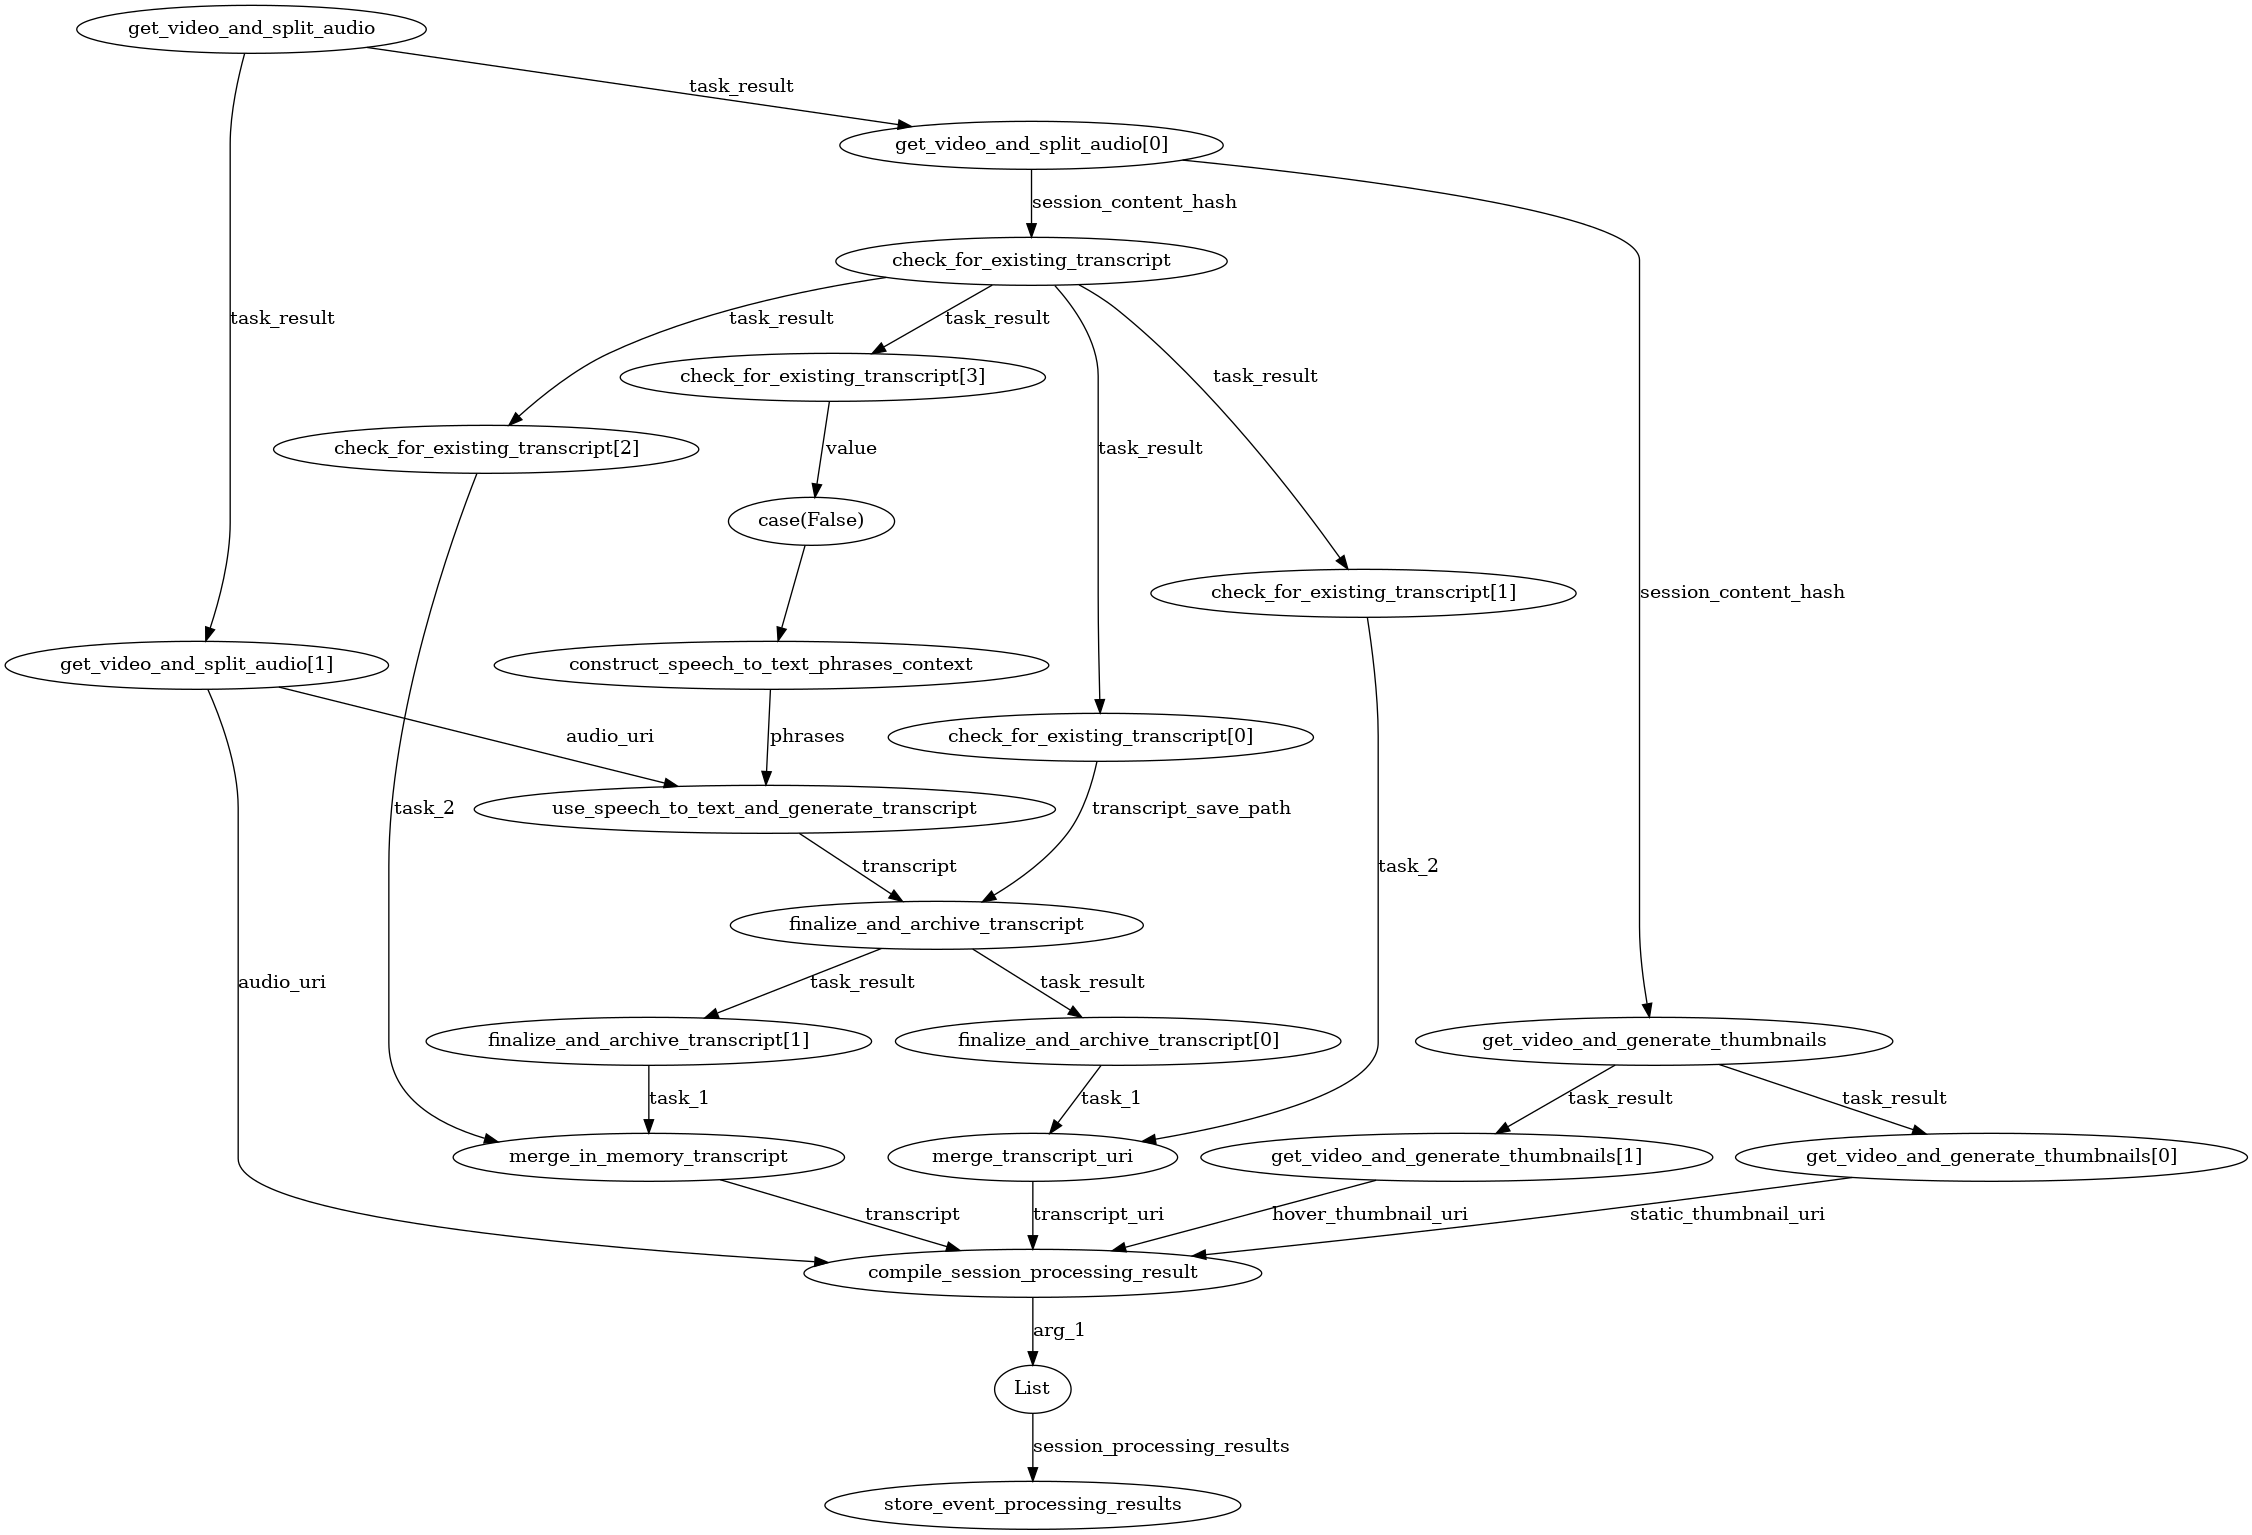 get_video_and_split_audio
task_result
get_video_and_split_audio[0]
session_content_hash
check_for_existing_transcript
task_result
task_result
task_result
check_for_existing_transcript[3]
task_result
check_for_existing_transcript[2]
value
task_result
case(False)
check_for_existing_transcript[1]
session_content_hash
get_video_and_split_audio[1]
construct_speech_to_text_phrases_context
audio_uri
phrases
check_for_existing_transcript[0]
task_2
use_speech_to_text_and_generate_transcript
transcript_save_path
transcript
task_2
finalize_and_archive_transcript
audio_uri
task_result
task_result
finalize_and_archive_transcript[1]
finalize_and_archive_transcript[0]
get_video_and_generate_thumbnails
task_1
task_1
task_result
task_result
merge_in_memory_transcript
merge_transcript_uri
get_video_and_generate_thumbnails[1]
get_video_and_generate_thumbnails[0]
transcript
transcript_uri
hover_thumbnail_uri
static_thumbnail_uri
compile_session_processing_result
arg_1
List
session_processing_results
store_event_processing_results